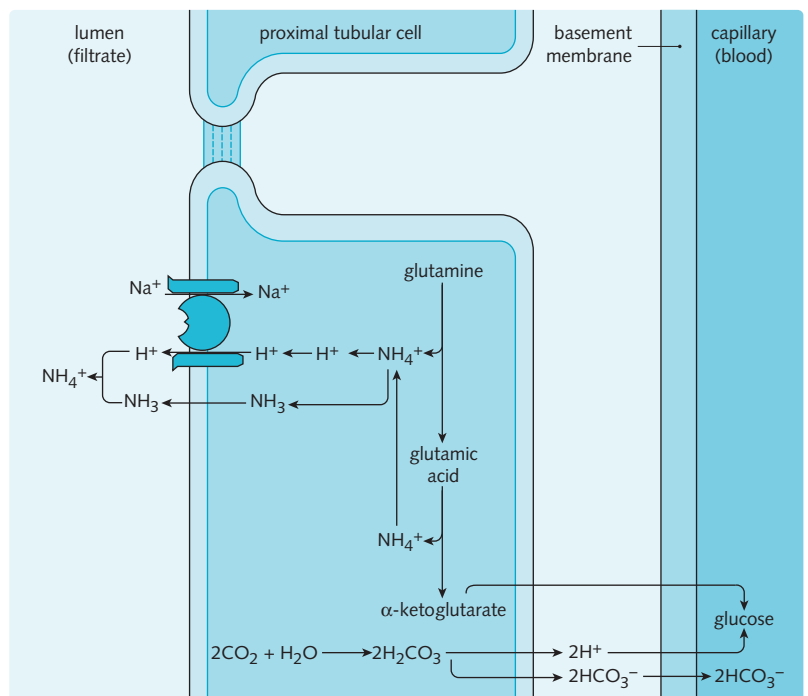 lumen
(filtrate)
proximal tubular cell
basement
membrane
capillary
(blood)
glutamine
Na⁺ Na⁺
H⁺ H⁺ H⁺ NH₄⁺
NH₄⁺
NH₃ NH₃
glutamic
acid
NH₄⁺
α-ketoglutarate
glucose
2CO₂ + H₂O 2H₂CO₃ 2H⁺
2HCO₃⁻ 2HCO₃⁻